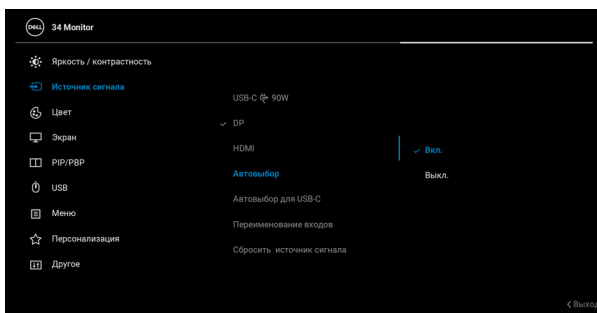 DELL 34 Monitor
Яркость / контрастность
Источник сигнала
Цвет
Экран
PIP/PBP
USB
Меню
Персонализация
Другое
USB-C 90W
DP
HDMI
Автовыбор
Автовыбор для USB-C
Переименование входов
Сбросить источник сигнала
Вкл.
Выкл.
Выход